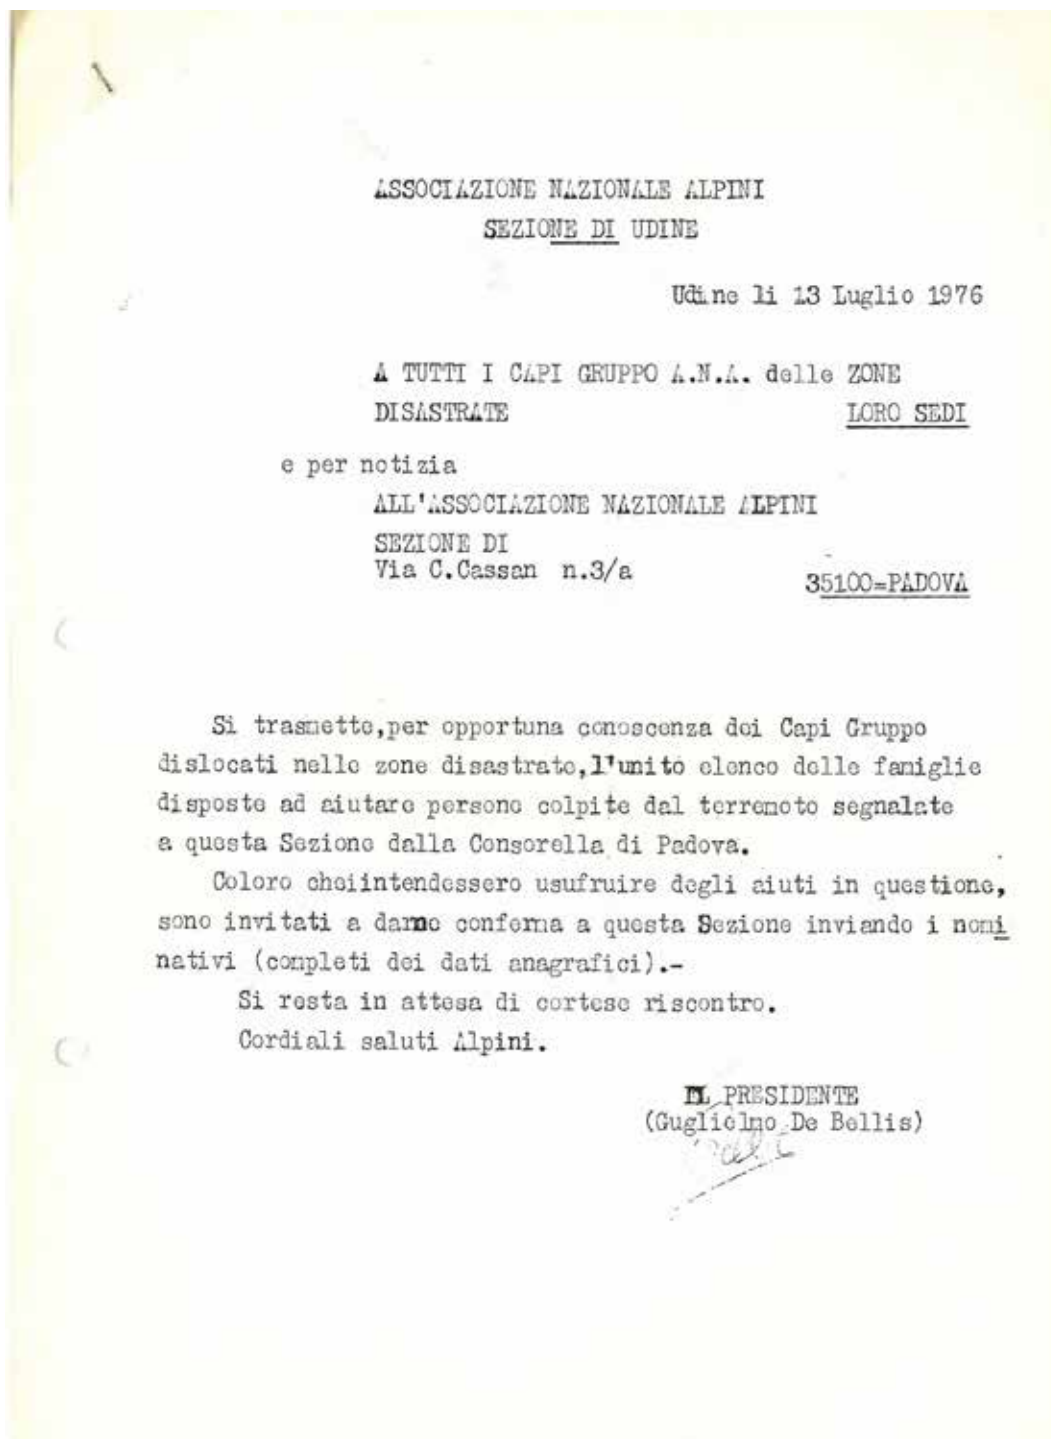 ASSOCIAZIONE NAZIONALE ALPINI
SEZIONE DI UDINE
Udine li 13 Luglio 1976
A TUTTI I CAPI GRUPPO A.N.A. delle ZONE
DISASTRATE LORO SEDI
e per notizia
ALL'ASSOCIAZIONE NAZIONALE ALPINI
SEZIONE DI
Via C.Cassan n.3/a
35100=PADOVA
Si trasmette,per opportuna conoscenza dei Capi Gruppo
dislocati nelle zone disastrate,l'unito elenco delle famiglie
disposte ad aiutare persone colpite dal terremoto segnalate
a questa Sezione dalla Consorella di Padova.
Coloro cheiintendessero usufruire degli aiuti in questione,
sono invitati a darne conferma a questa Sezione inviando i nomi
nativi (completi dei dati anagrafici).-
Si resta in attesa di cortese riscontro.
Cordiali saluti Alpini.
IL PRESIDENTE
(Guglielmo De Bellis)